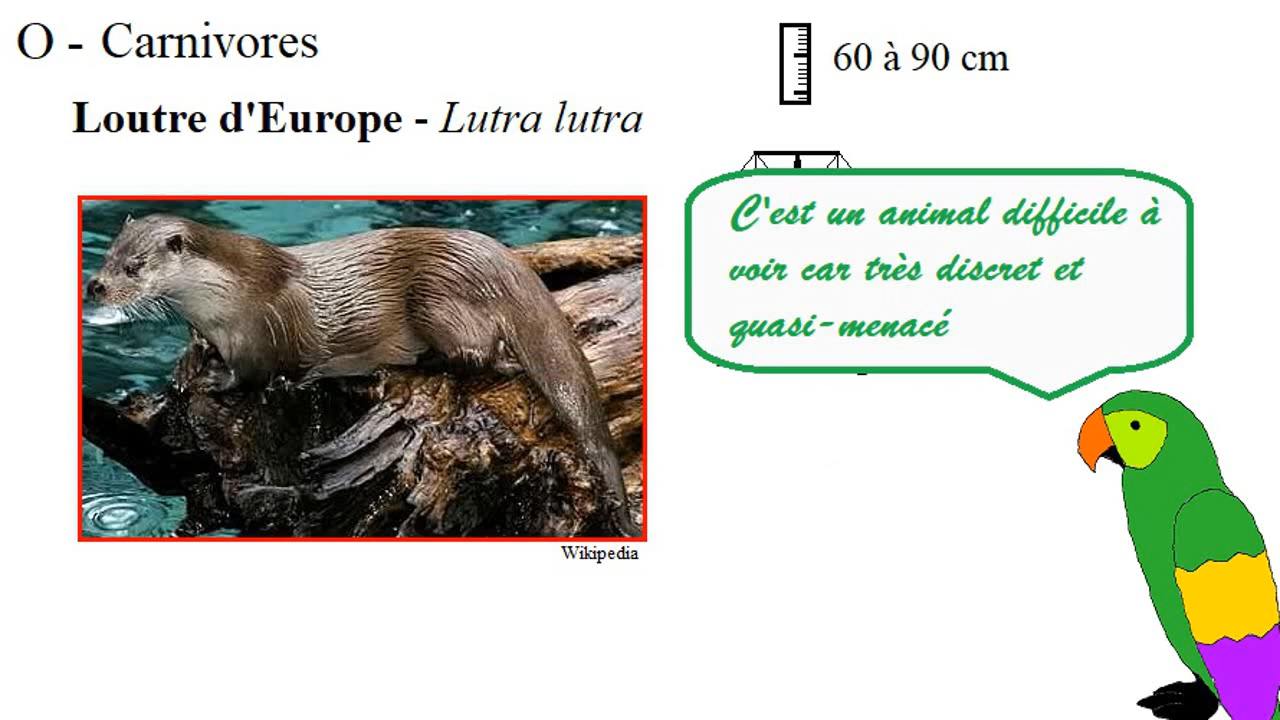 O - Carnivores
60 à 90 cm
Loutre d'Europe - Lutra lutra
C'est un animal difficile à
voir car très discret et
quasi-menacé
Wikipedia